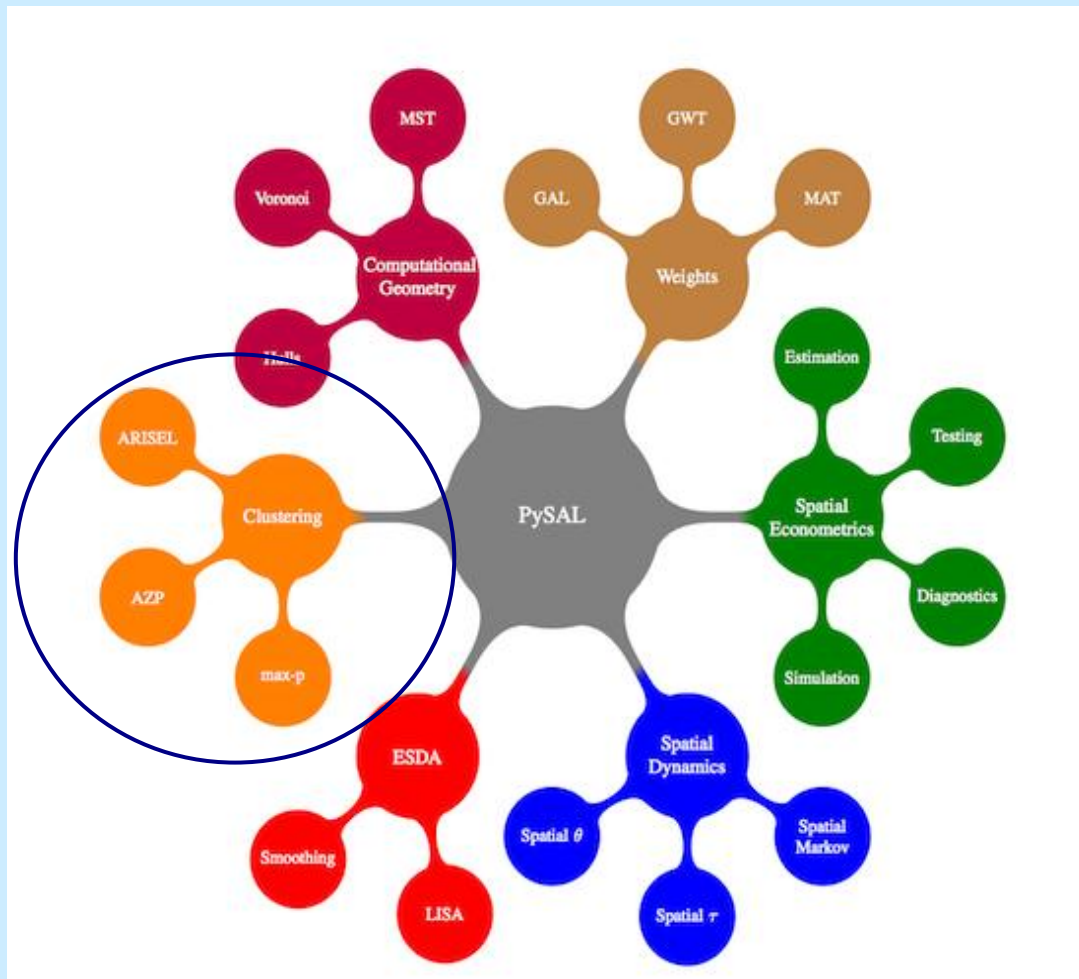 MST
GWT
Voronoi
GAL
MAT
Computational
Geometry
Weights
Hulls
Estimation
ARISEL
Testing
Clustering
PySAL
Spatial
Econometrics
AZP
Diagnostics
max-p
Simulation
ESDA
Spatial
Dynamics
Smoothing
Spatial θ
Spatial
Markov
LISA
Spatial τ